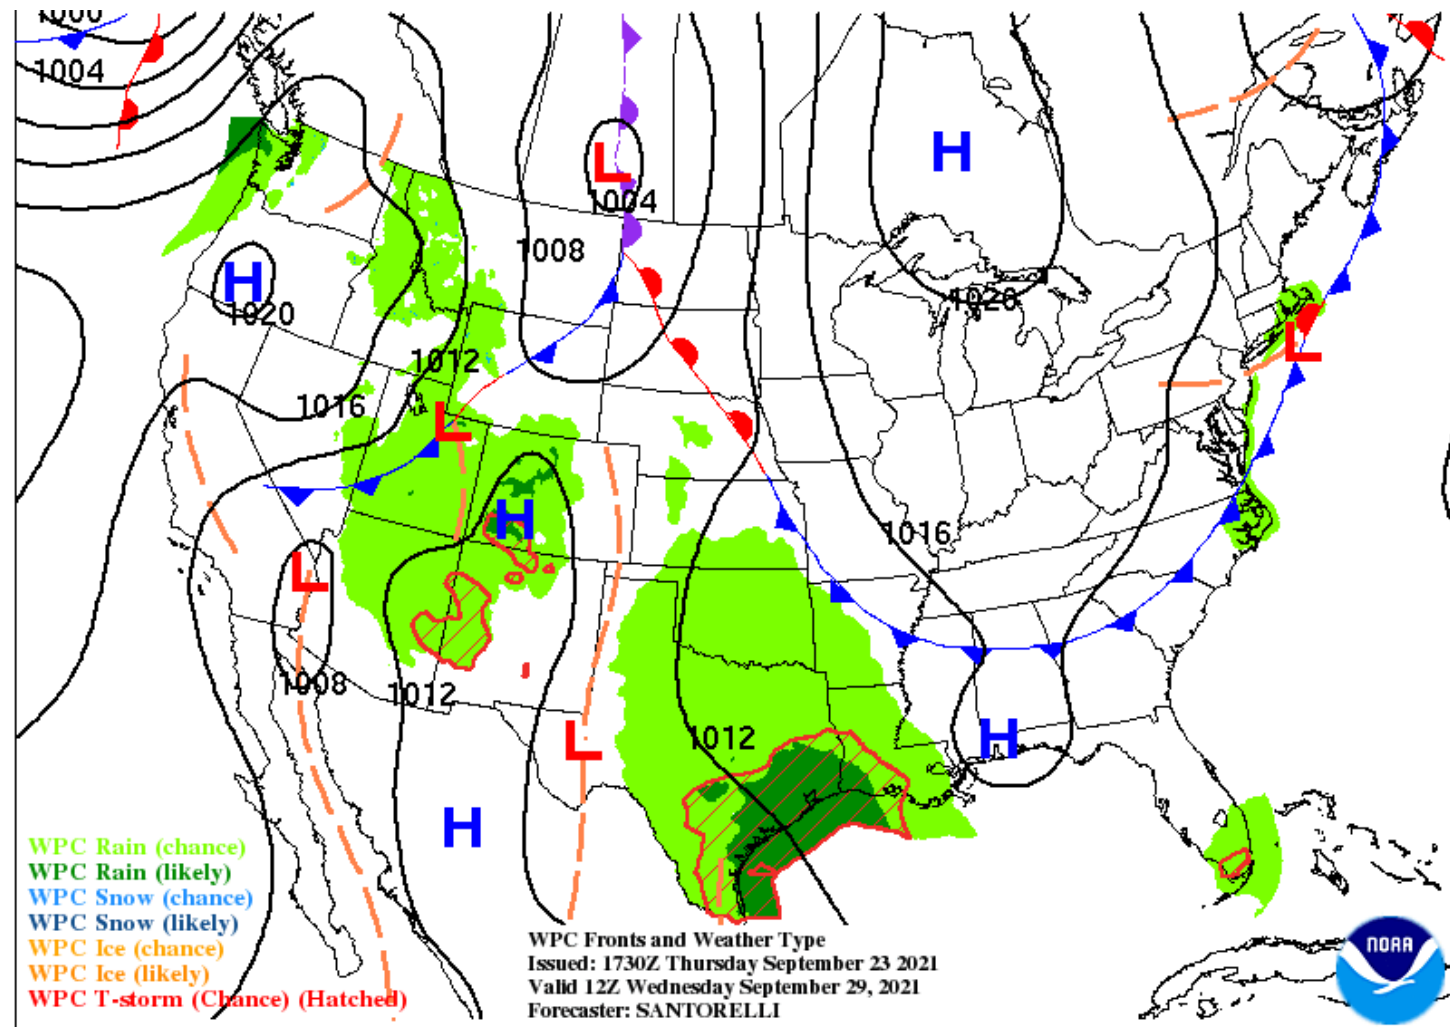 1000
1004
H
L
1004
1008
H
1020
H
1020
1012
L
1016
L
H
1016
L
1008
1012
L
1012
H
H
WPC Rain (chance)
WPC Rain (likely)
WPC Snow (chance)
WPC Snow (likely)
WPC Ice (chance)
WPC Ice (likely)
WPC T-storm (Chance) (Hatched)
WPC Fronts and Weather Type
Issued: 1730Z Thursday September 23 2021
Valid 12Z Wednesday September 29, 2021
Forecaster: SANTORELLI
NOAA